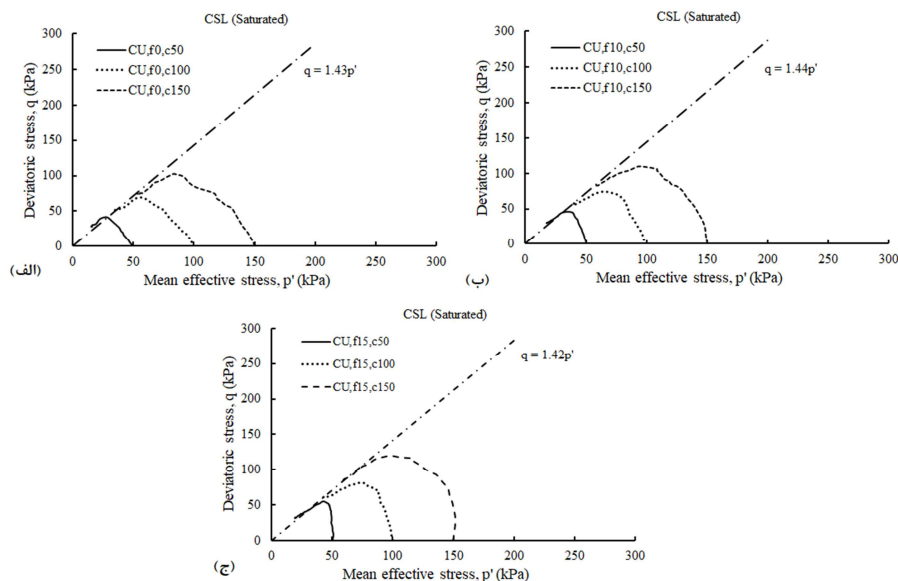 CSL (Saturated)
300
250
200
150
100
50
0
Deviatoric stress, q (kPa)
CU,f0,c50
CU,f0,c100
CU,f0,c150
q = 1.43p'
0 50 100 150 200 250 300
Mean effective stress, p' (kPa)
(الف)
CSL (Saturated)
300
250
200
150
100
50
0
Deviatoric stress, q (kPa)
CU,f10,c50
CU,f10,c100
CU,f10,c150
q = 1.44p'
0 50 100 150 200 250 300
Mean effective stress, p' (kPa)
(ب)
CSL (Saturated)
300
250
200
150
100
50
0
Deviatoric stress, q (kPa)
CU,f15,c50
CU,f15,c100
CU,f15,c150
q = 1.42p'
0 50 100 150 200 250 300
Mean effective stress, p' (kPa)
(ج)